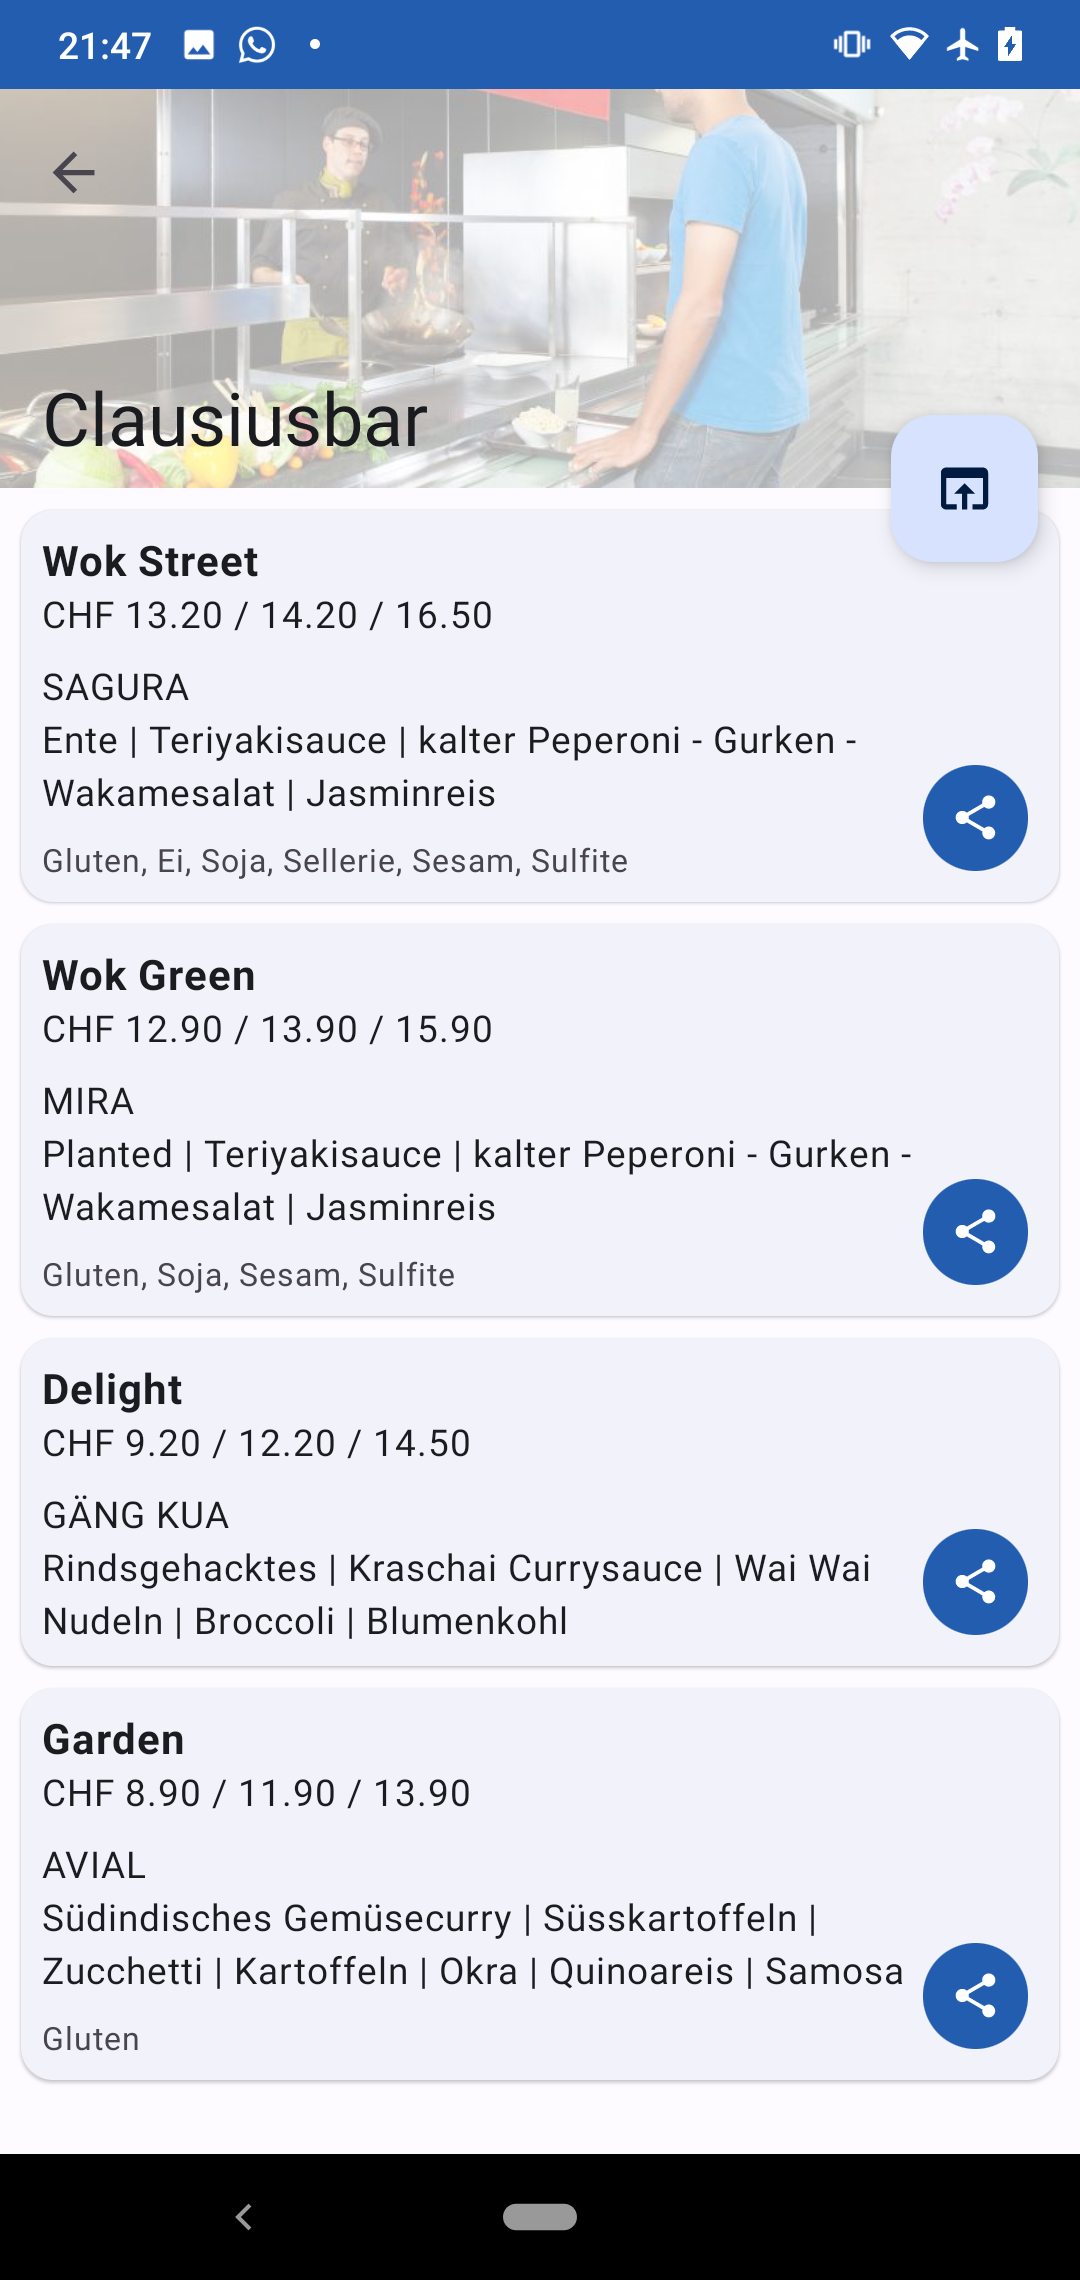 21:47
Clausiusbar
Wok Street
CHF 13.20 / 14.20 / 16.50
SAGURA
Ente | Teriyakisauce | kalter Peperoni - Gurken -
Wakamesalat | Jasminreis
Gluten, Ei, Soja, Sellerie, Sesam, Sulfite
Wok Green
CHF 12.90 / 13.90 / 15.90
MIRA
Planted | Teriyakisauce | kalter Peperoni - Gurken -
Wakamesalat | Jasminreis
Gluten, Soja, Sesam, Sulfite
Delight
CHF 9.20 / 12.20 / 14.50
GÄNG KUA
Rindsgehacktes | Kraschai Currysauce | Wai Wai
Nudeln | Broccoli | Blumenkohl
Garden
CHF 8.90 / 11.90 / 13.90
AVIAL
Südindisches Gemüsecurry | Süsskartoffeln |
Zucchetti | Kartoffeln | Okra | Quinoareis | Samosa
Gluten